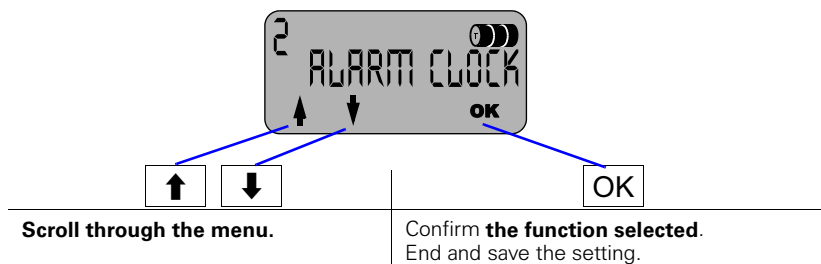 2
T
ALARM CLOCK
OK
OK
Scroll through the menu.
Confirm the function selected.
End and save the setting.